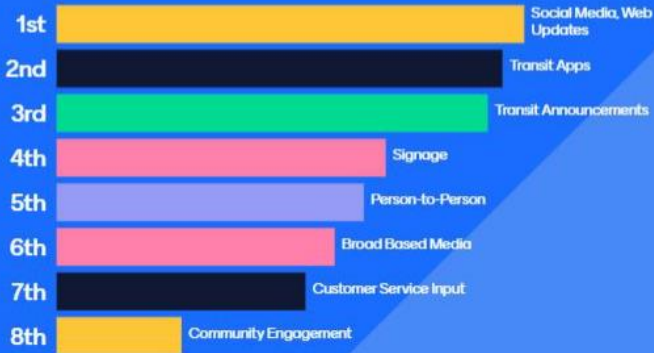 1st
Social Media, Web
Updates
2nd
Transit Apps
3rd
Transit Announcements
4th
Signage
5th
Person-to-Person
6th
Broad Based Media
7th
Customer Service Input
8th
Community Engagement